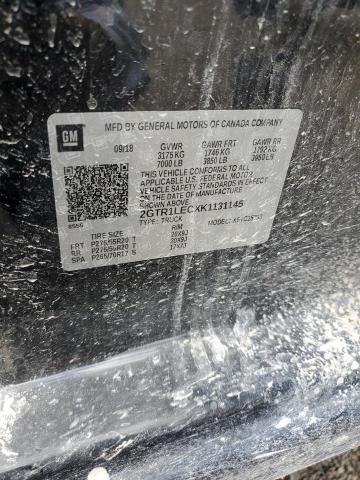 GM
MFD BY GENERAL MOTORS OF CANADA COMPANY
09/18 GVWR GAWR FRT GAWR RR
3175 KG 1746 KG 1792 KG
7000 LB 3850 LB 3950 LB
THIS VEHICLE CONFORMS TO ALL APPLICABLE U.S.
FEDERAL MOTOR VEHICLE SAFETY STANDARDS IN EFFECT
ON THE DATE OF MANUFACTURE SHOWN ABOVE.
2GTR1LECXK1131145
TYPE: TRUCK MODEL:
TIRE SIZE RIM
FRT P275/55R20 T 20X9J
RR P275/55R20 T 20X9J
SPA P265/70R17 S 17X7J